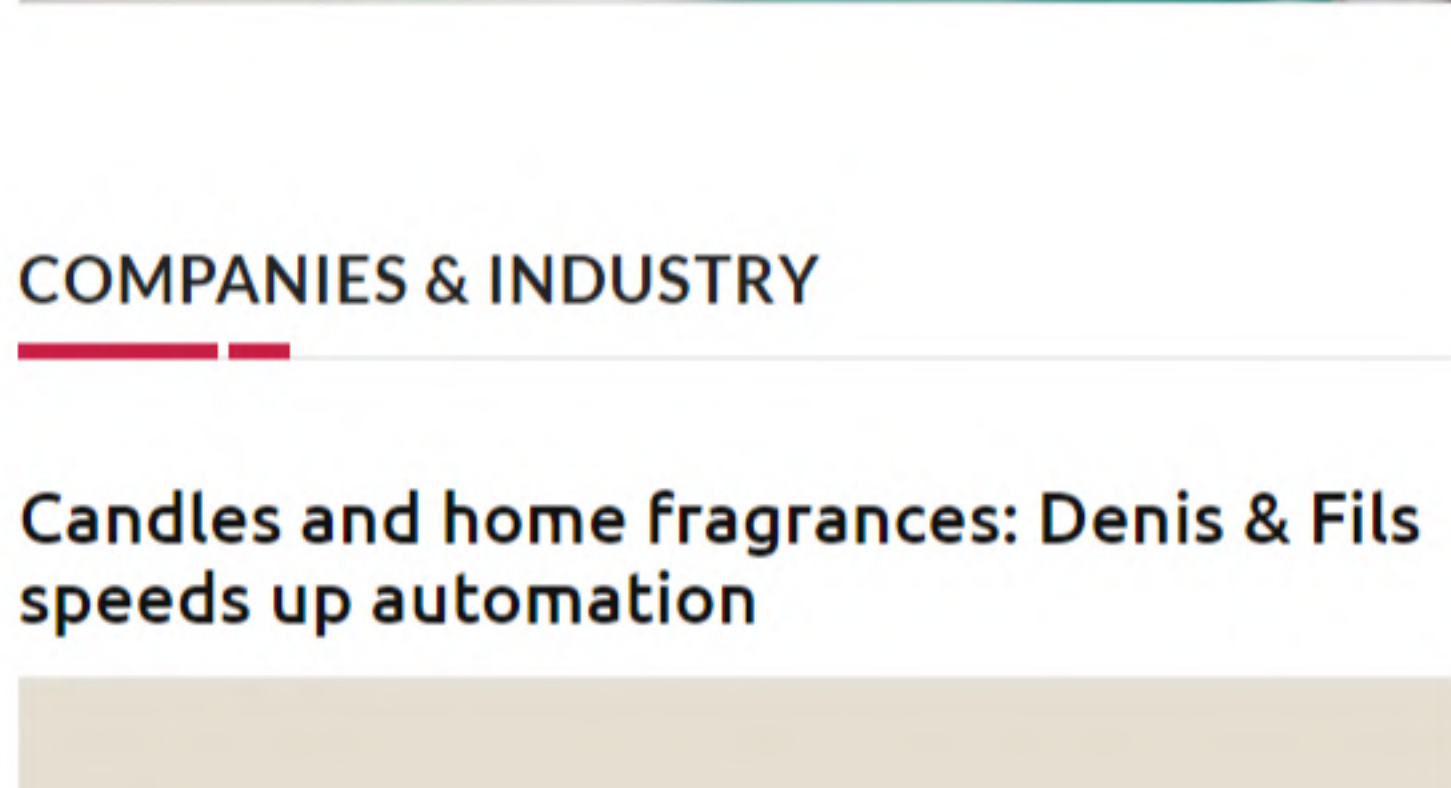 COMPANIES & INDUSTRY
Candles and home fragrances: Denis & Fils
speeds up automation